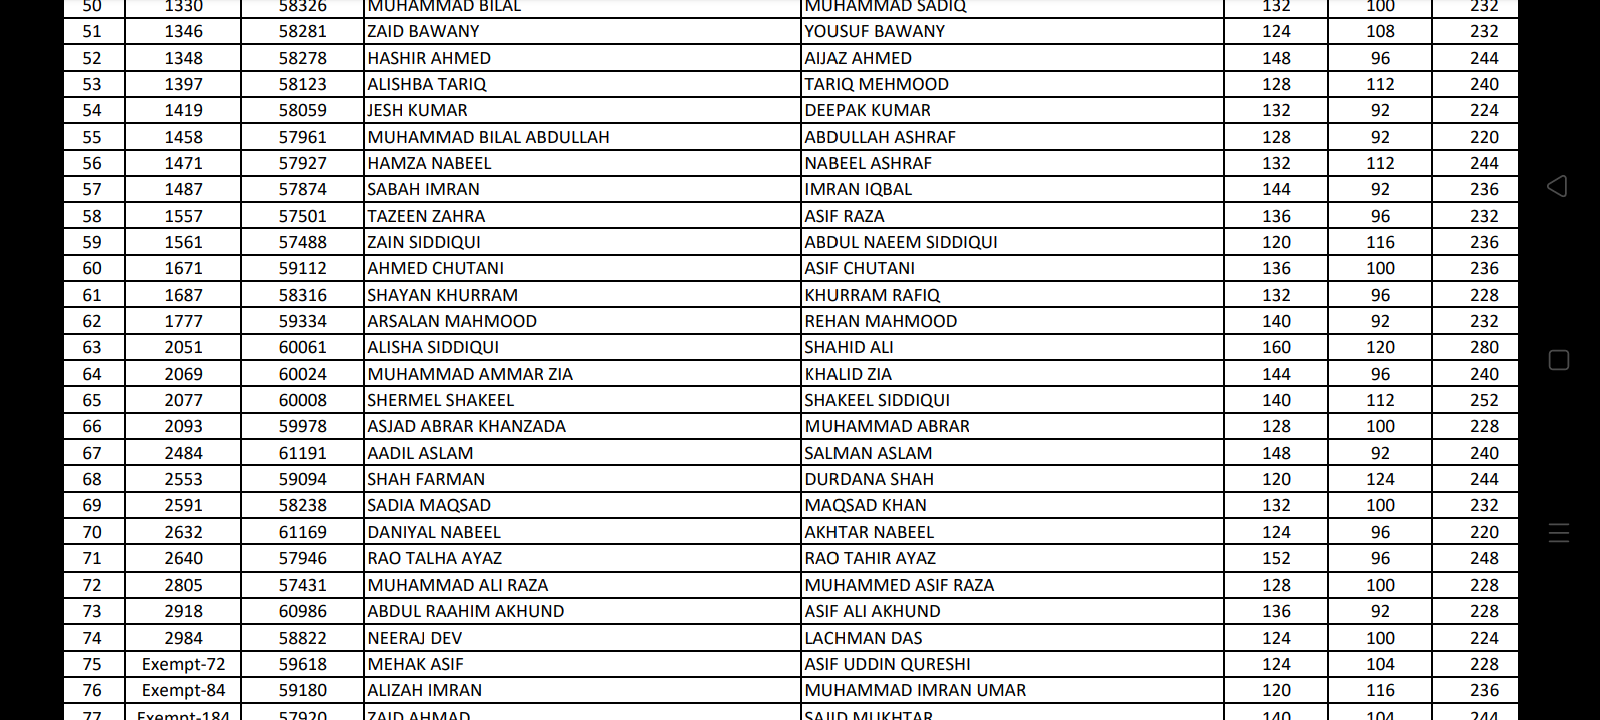 50 1330 58326 MUHAMMAD BILAL MUHAMMAD SADIQ 132 100 232
51 1346 58281 ZAID BAWANY YOUSUF BAWANY 124 108 232
52 1348 58278 HASHIR AHMED AIJAZ AHMED 148 96 244
53 1397 58123 ALISHBA TARIQ TARIQ MEHMOOD 128 112 240
54 1419 58059 JESH KUMAR DEEPAK KUMAR 132 92 224
55 1458 57961 MUHAMMAD BILAL ABDULLAH ABDULLAH ASHRAF 128 92 220
56 1471 57927 HAMZA NABEEL NABEEL ASHRAF 132 112 244
57 1487 57874 SABAH IMRAN IMRAN IQBAL 144 92 236
58 1557 57501 TAZEEN ZAHRA ASIF RAZA 136 96 232
59 1561 57488 ZAIN SIDDIQUI ABDUL NAEEM SIDDIQUI 120 116 236
60 1671 59112 AHMED CHUTANI ASIF CHUTANI 136 100 236
61 1687 58316 SHAYAN KHURRAM KHURRAM RAFIQ 132 96 228
62 1777 59334 ARSALAN MAHMOOD REHAN MAHMOOD 140 92 232
63 2051 60061 ALISHA SIDDIQUI SHAHID ALI 160 120 280
64 2069 60024 MUHAMMAD AMMAR ZIA KHALID ZIA 144 96 240
65 2077 60008 SHERMEL SHAKEEL SHAKEEL SIDDIQUI 140 112 252
66 2093 59978 ASJAD ABRAR KHANZADA MUHAMMAD ABRAR 128 100 228
67 2484 61191 AADIL ASLAM SALMAN ASLAM 148 92 240
68 2553 59094 SHAH FARMAN DURDANA SHAH 120 124 244
69 2591 58238 SADIA MAQSAD MAQSAD KHAN 132 100 232
70 2632 61169 DANIYAL NABEEL AKHTAR NABEEL 124 96 220
71 2640 57946 RAO TALHA AYAZ RAO TAHIR AYAZ 152 96 248
72 2805 57431 MUHAMMAD ALI RAZA MUHAMMED ASIF RAZA 128 100 228
73 2918 60986 ABDUL RAAHIM AKHUND ASIF ALI AKHUND 136 92 228
74 2984 58822 NEERAJ DEV LACHMAN DAS 124 100 224
75 Exempt-72 59618 MEHAK ASIF ASIF UDDIN QURESHI 124 104 228
76 Exempt-84 59180 ALIZAH IMRAN MUHAMMAD IMRAN UMAR 120 116 236
77 Exempt-184 57920 ZAID AHMAD SAJID MUKHTAR 140 104 244